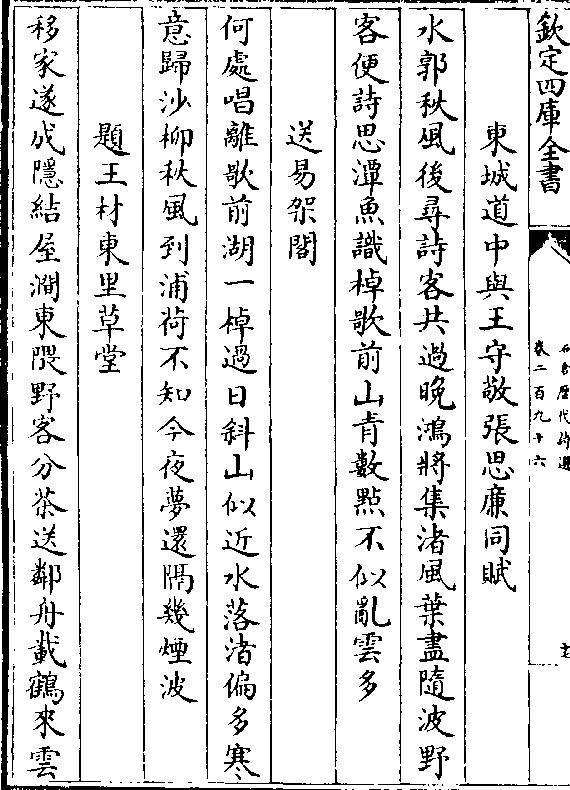 欽定四庫全書
石倉歷代詩選
卷二百九十六
東城道中與王守敬張思廉同賦
水郭秋風後尋詩客共過晚鴻將集渚風葉盡隨波野
客便詩思潭魚識棹歌前山青數點不似亂雲多
送易架閣
何處唱離歌前湖一棹過日斜山似近水落渚偏多寒
意歸沙柳秋風到浦荷不知今夜夢還隔幾煙波
題王材東里草堂
移家遂成隱結屋澗東隈野客分茶送鄰舟載鶴來雲